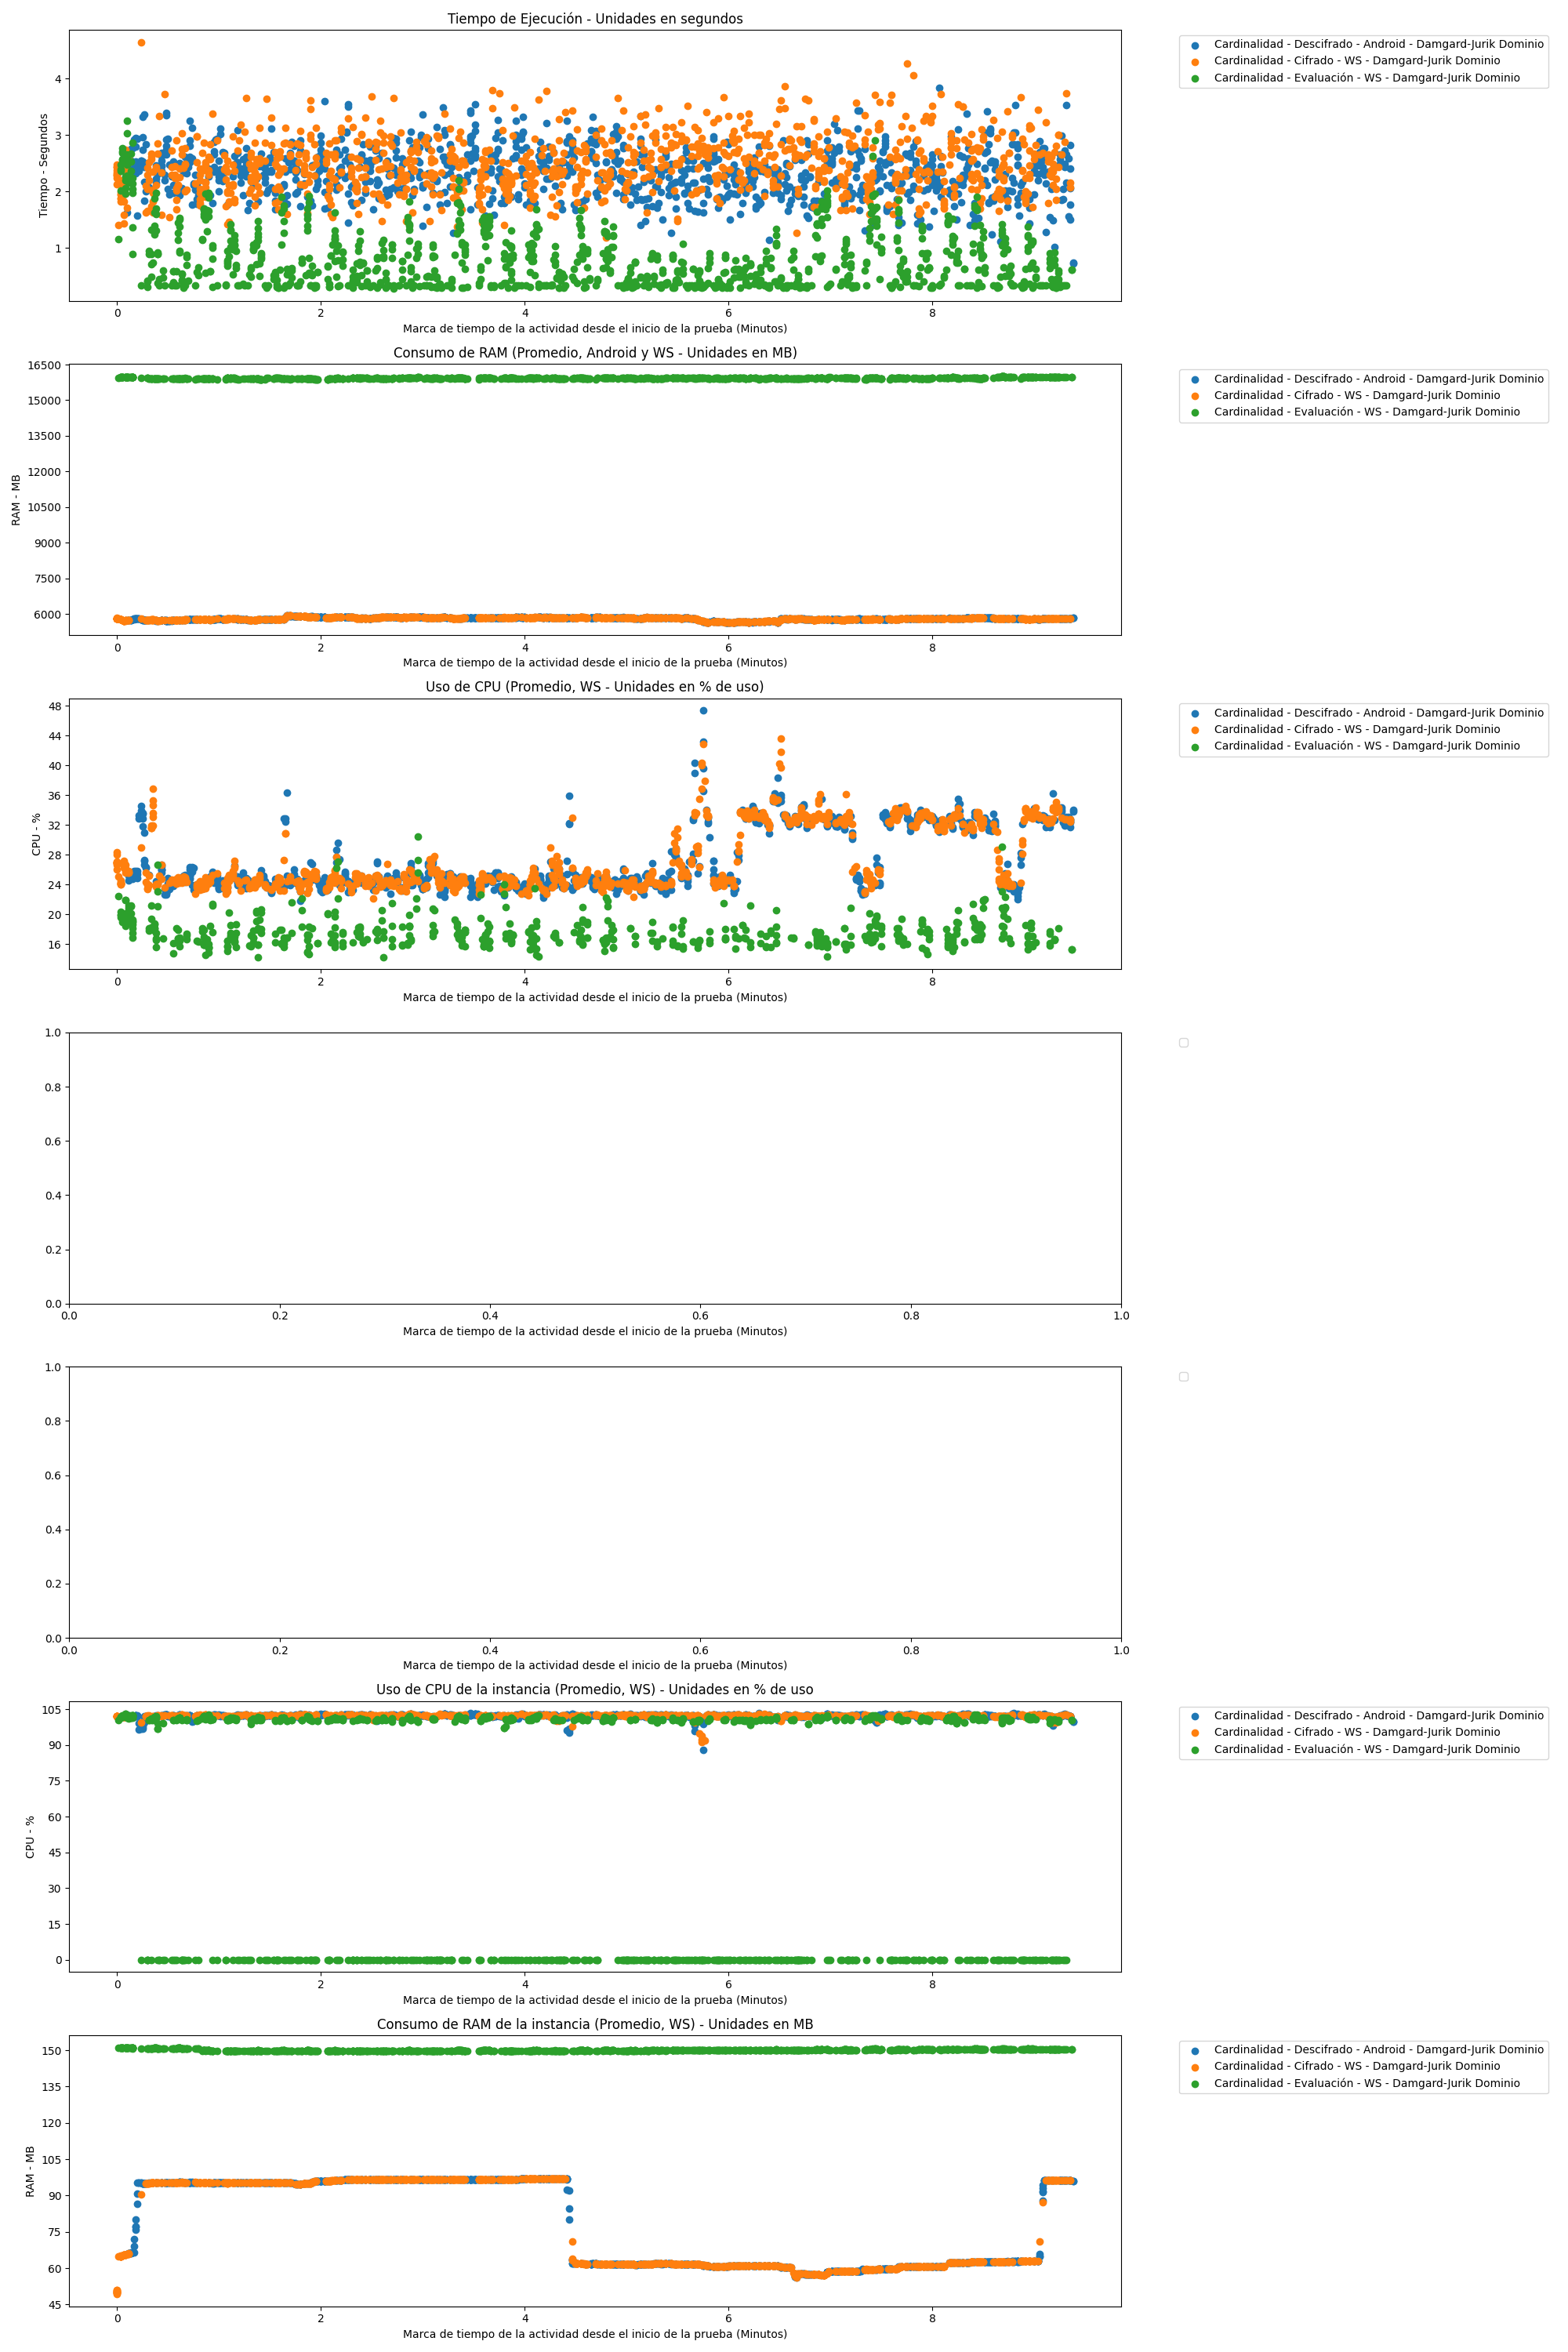 Tiempo de Ejecución - Unidades en segundos
Tiempo - Segundos
4
3
2
1
0 2 4 6 8
Marca de tiempo de la actividad desde el inicio de la prueba (Minutos)
Cardinalidad - Descifrado - Android - Damgard-Jurik Dominio
Cardinalidad - Cifrado - WS - Damgard-Jurik Dominio
Cardinalidad - Evaluación - WS - Damgard-Jurik Dominio
Consumo de RAM (Promedio, Android y WS - Unidades en MB)
RAM - MB
16500
15000
13500
12000
10500
9000
7500
6000
0 2 4 6 8
Marca de tiempo de la actividad desde el inicio de la prueba (Minutos)
Cardinalidad - Descifrado - Android - Damgard-Jurik Dominio
Cardinalidad - Cifrado - WS - Damgard-Jurik Dominio
Cardinalidad - Evaluación - WS - Damgard-Jurik Dominio
Uso de CPU (Promedio, WS - Unidades en % de uso)
CPU - %
48
44
40
36
32
28
24
20
16
0 2 4 6 8
Marca de tiempo de la actividad desde el inicio de la prueba (Minutos)
Cardinalidad - Descifrado - Android - Damgard-Jurik Dominio
Cardinalidad - Cifrado - WS - Damgard-Jurik Dominio
Cardinalidad - Evaluación - WS - Damgard-Jurik Dominio
1.0
0.8
0.6
0.4
0.2
0.0
0.0 0.2 0.4 0.6 0.8 1.0
Marca de tiempo de la actividad desde el inicio de la prueba (Minutos)
1.0
0.8
0.6
0.4
0.2
0.0
0.0 0.2 0.4 0.6 0.8 1.0
Marca de tiempo de la actividad desde el inicio de la prueba (Minutos)
Uso de CPU de la instancia (Promedio, WS) - Unidades en % de uso
CPU - %
105
90
75
60
45
30
15
0
0 2 4 6 8
Marca de tiempo de la actividad desde el inicio de la prueba (Minutos)
Cardinalidad - Descifrado - Android - Damgard-Jurik Dominio
Cardinalidad - Cifrado - WS - Damgard-Jurik Dominio
Cardinalidad - Evaluación - WS - Damgard-Jurik Dominio
Consumo de RAM de la instancia (Promedio, WS) - Unidades en MB
RAM - MB
150
135
120
105
90
75
60
45
0 2 4 6 8
Marca de tiempo de la actividad desde el inicio de la prueba (Minutos)
Cardinalidad - Descifrado - Android - Damgard-Jurik Dominio
Cardinalidad - Cifrado - WS - Damgard-Jurik Dominio
Cardinalidad - Evaluación - WS - Damgard-Jurik Dominio